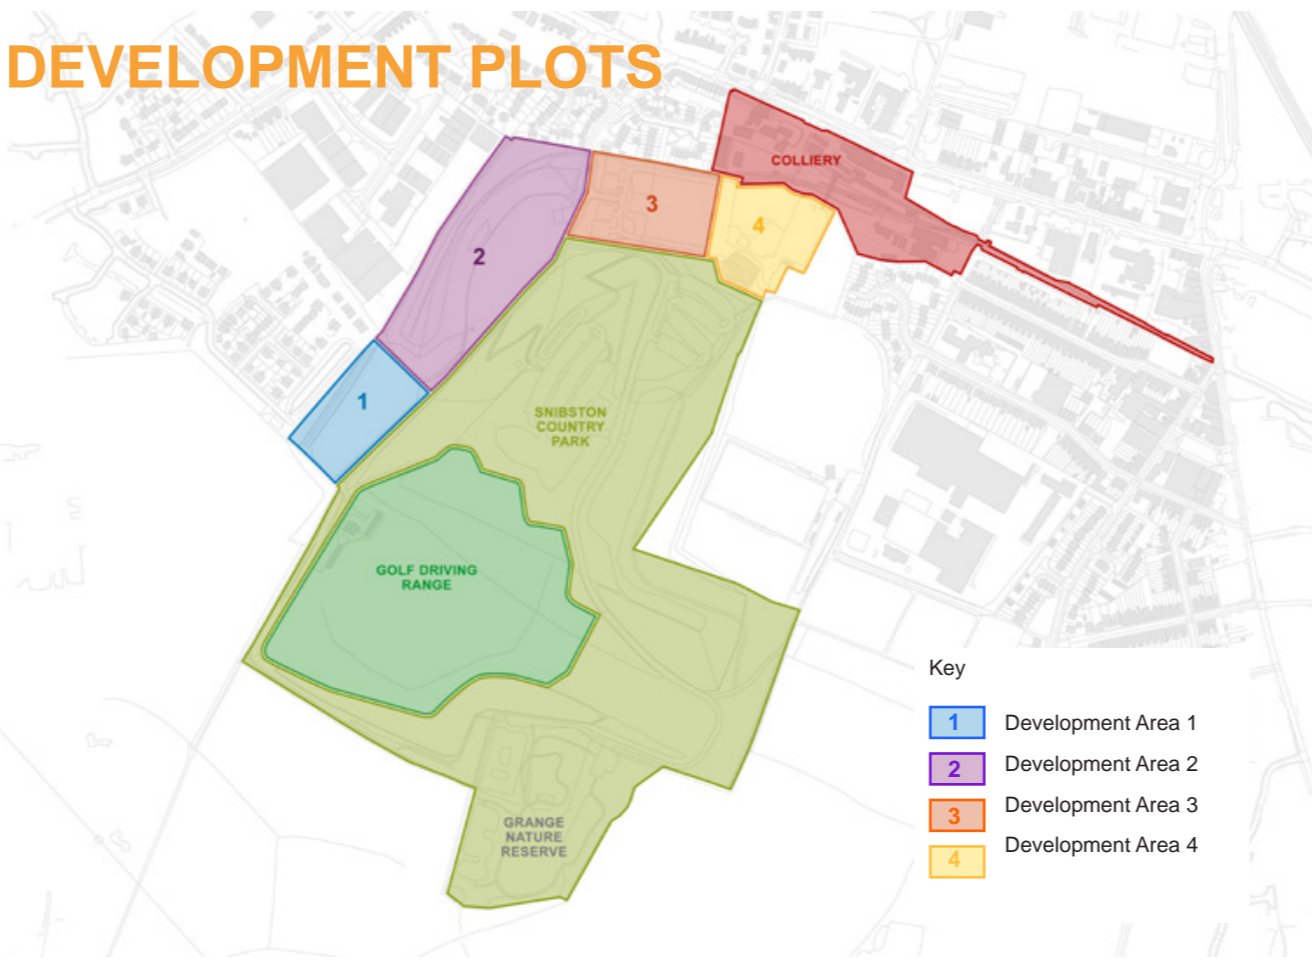 DEVELOPMENT PLOTS
COLLIERY
3
4
2
1
SNIBSTON
COUNTRY
PARK
GOLF DRIVING
RANGE
GRANGE
NATURE
RESERVE
Key
1 Development Area 1
2 Development Area 2
3 Development Area 3
4 Development Area 4